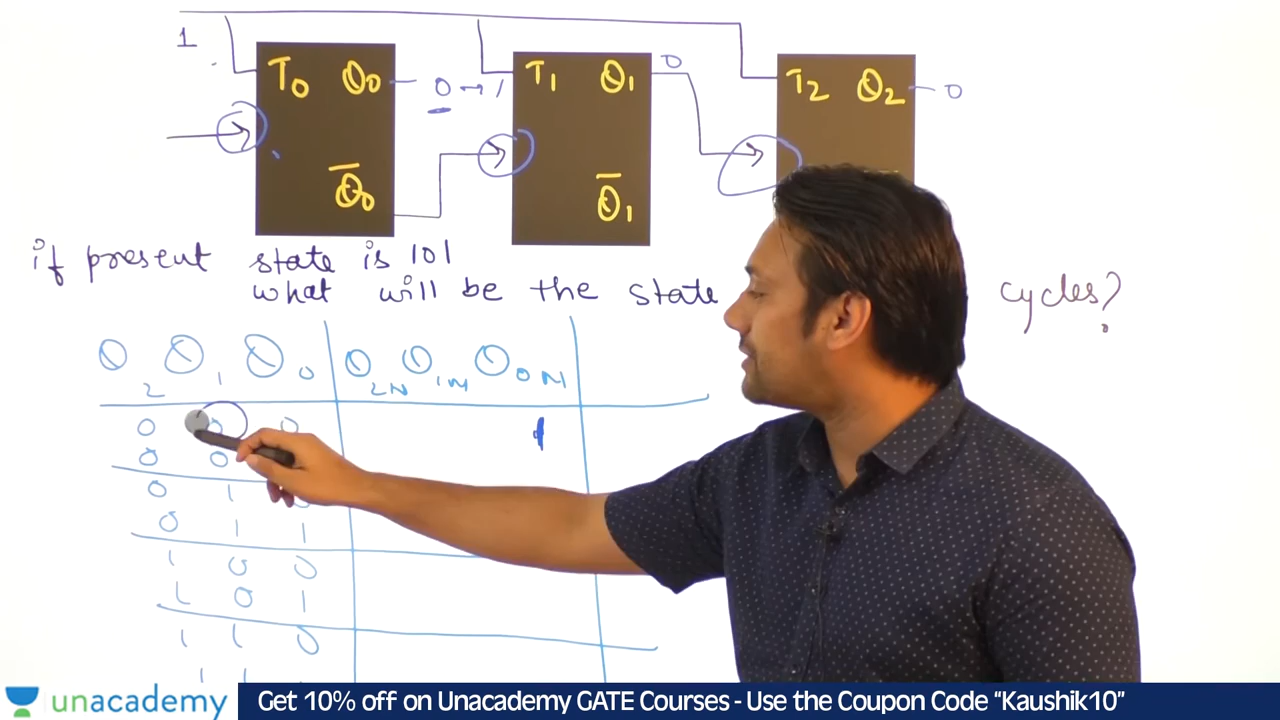 1
T0 Q0 0 → 1 T1 Q1 0 T2 Q2 0
Q̅0 Q̅1
if present state is 101
what will be the state cycles?
Q2 Q1 Q0 Q2N Q1N Q0N
0 0 0 1
0 0
0 1
0 1 1
1 0 0
1 0 1
1 1 0
1 1
unacademy
Get 10% off on Unacademy GATE Courses - Use the Coupon Code “Kaushik10”